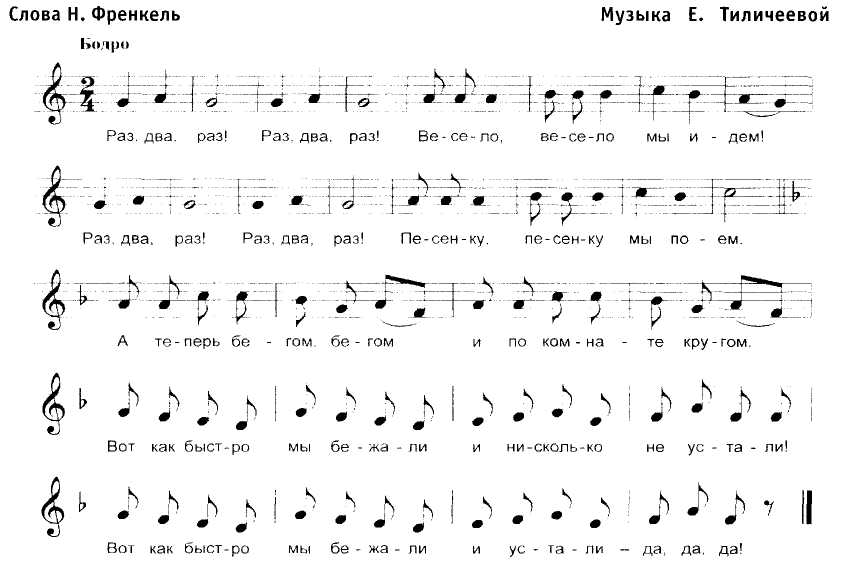 Слова Н. Френкель Музыка Е. Тиличеевой
Бодро
2/4
Раз, два, раз! Раз, два, раз! Ве-се-ло, ве-се-ло мы и-дем!
Раз, два, раз! Раз, два, раз! Пе-сен-ку, пе-сен-ку мы по-ем.
А те-перь бе-гом, бе-гом и по ком-на-те кру-гом.
Вот как быст-ро мы бе-жа-ли и ни-сколь-ко не ус-та-ли!
Вот как быст-ро мы бе-жа-ли и ус-та-ли – да, да, да!